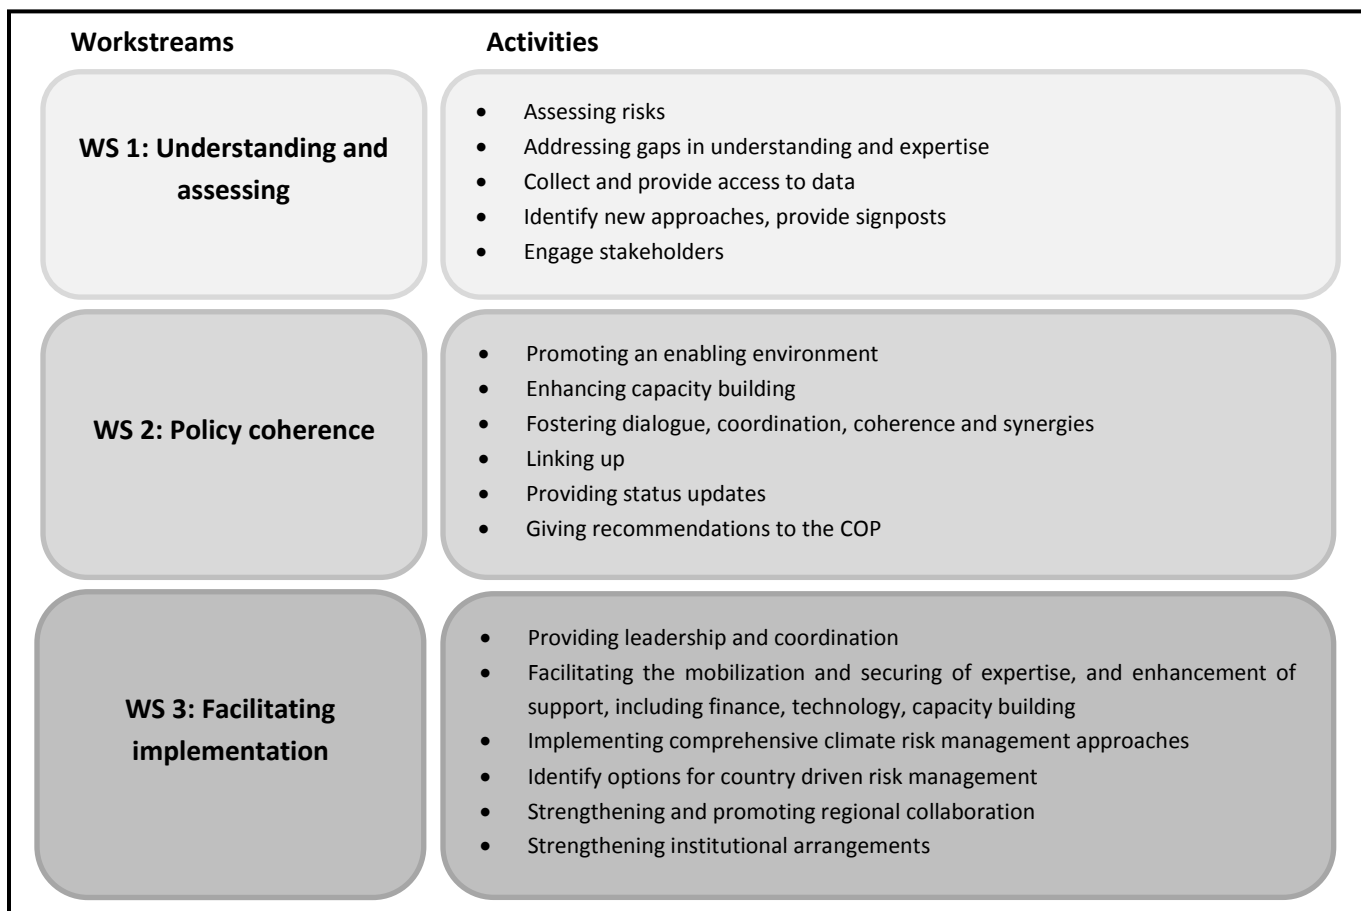 Workstreams
Activities
WS 1: Understanding and
assessing
• Assessing risks
• Addressing gaps in understanding and expertise
• Collect and provide access to data
• Identify new approaches, provide signposts
• Engage stakeholders
WS 2: Policy coherence
• Promoting an enabling environment
• Enhancing capacity building
• Fostering dialogue, coordination, coherence and synergies
• Linking up
• Providing status updates
• Giving recommendations to the COP
WS 3: Facilitating
implementation
• Providing leadership and coordination
• Facilitating the mobilization and securing of expertise, and enhancement of
support, including finance, technology, capacity building
• Implementing comprehensive climate risk management approaches
• Identify options for country driven risk management
• Strengthening and promoting regional collaboration
• Strengthening institutional arrangements